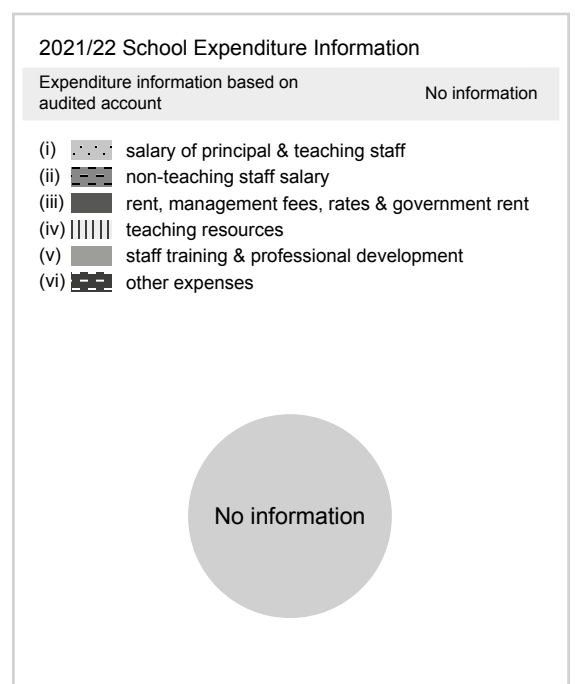 2021/22 School Expenditure Information
Expenditure information based on
audited account
No information
(i) salary of principal & teaching staff
(ii) non-teaching staff salary
(iii) rent, management fees, rates & government rent
(iv) teaching resources
(v) staff training & professional development
(vi) other expenses
No information